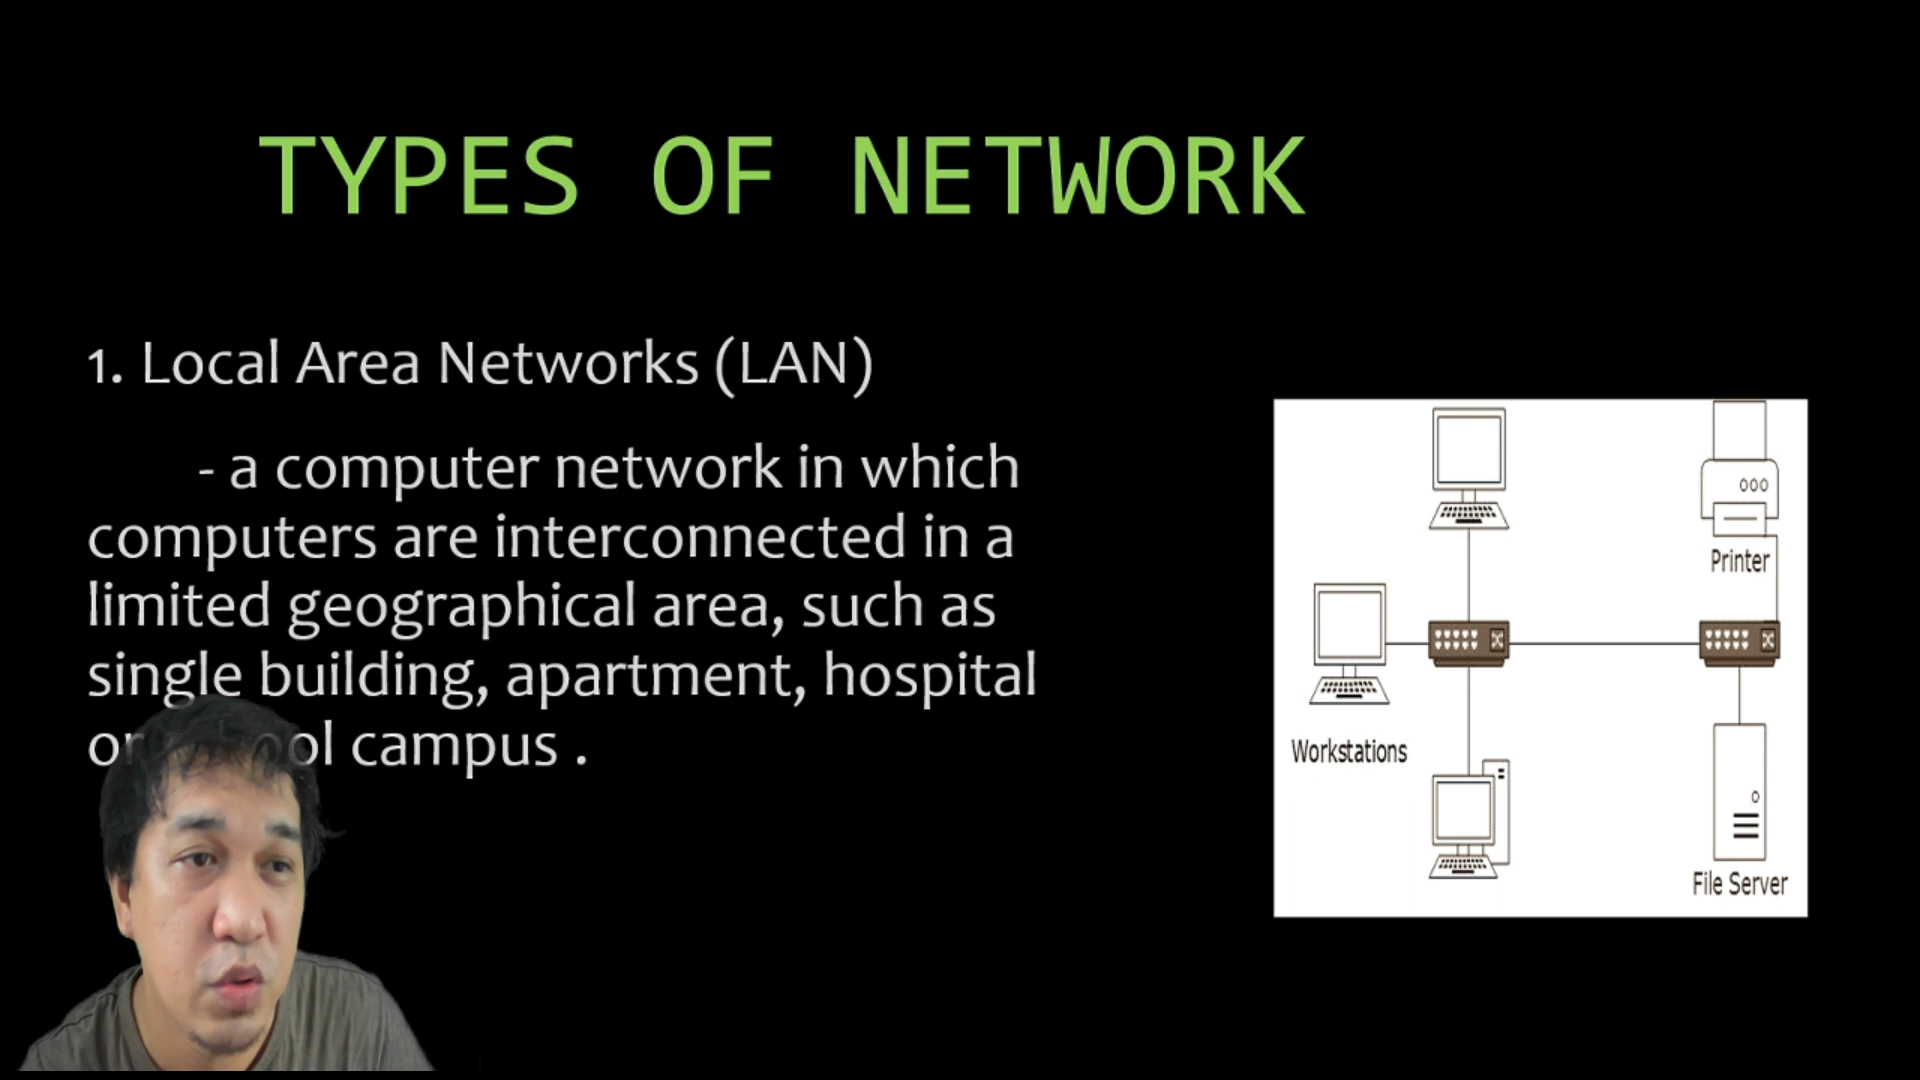 TYPES OF NETWORK
1. Local Area Networks (LAN)
- a computer network in which
computers are interconnected in a
limited geographical area, such as
single building, apartment, hospital
or campus .
Printer
Workstations
File Server